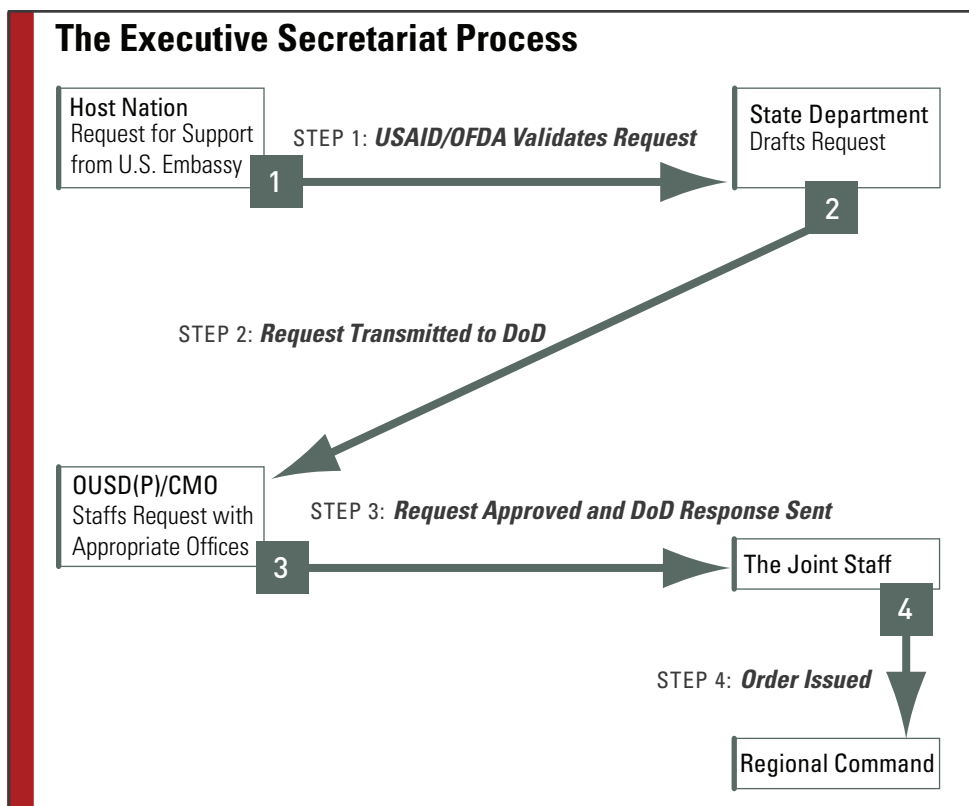 The Executive Secretariat Process
Host Nation
Request for Support
from U.S. Embassy
1
STEP 1: USAID/OFDA Validates Request
State Department
Drafts Request
2
STEP 2: Request Transmitted to DoD
OUSD(P)/CMO
Staffs Request with
Appropriate Offices
3
STEP 3: Request Approved and DoD Response Sent
The Joint Staff
4
STEP 4: Order Issued
Regional Command